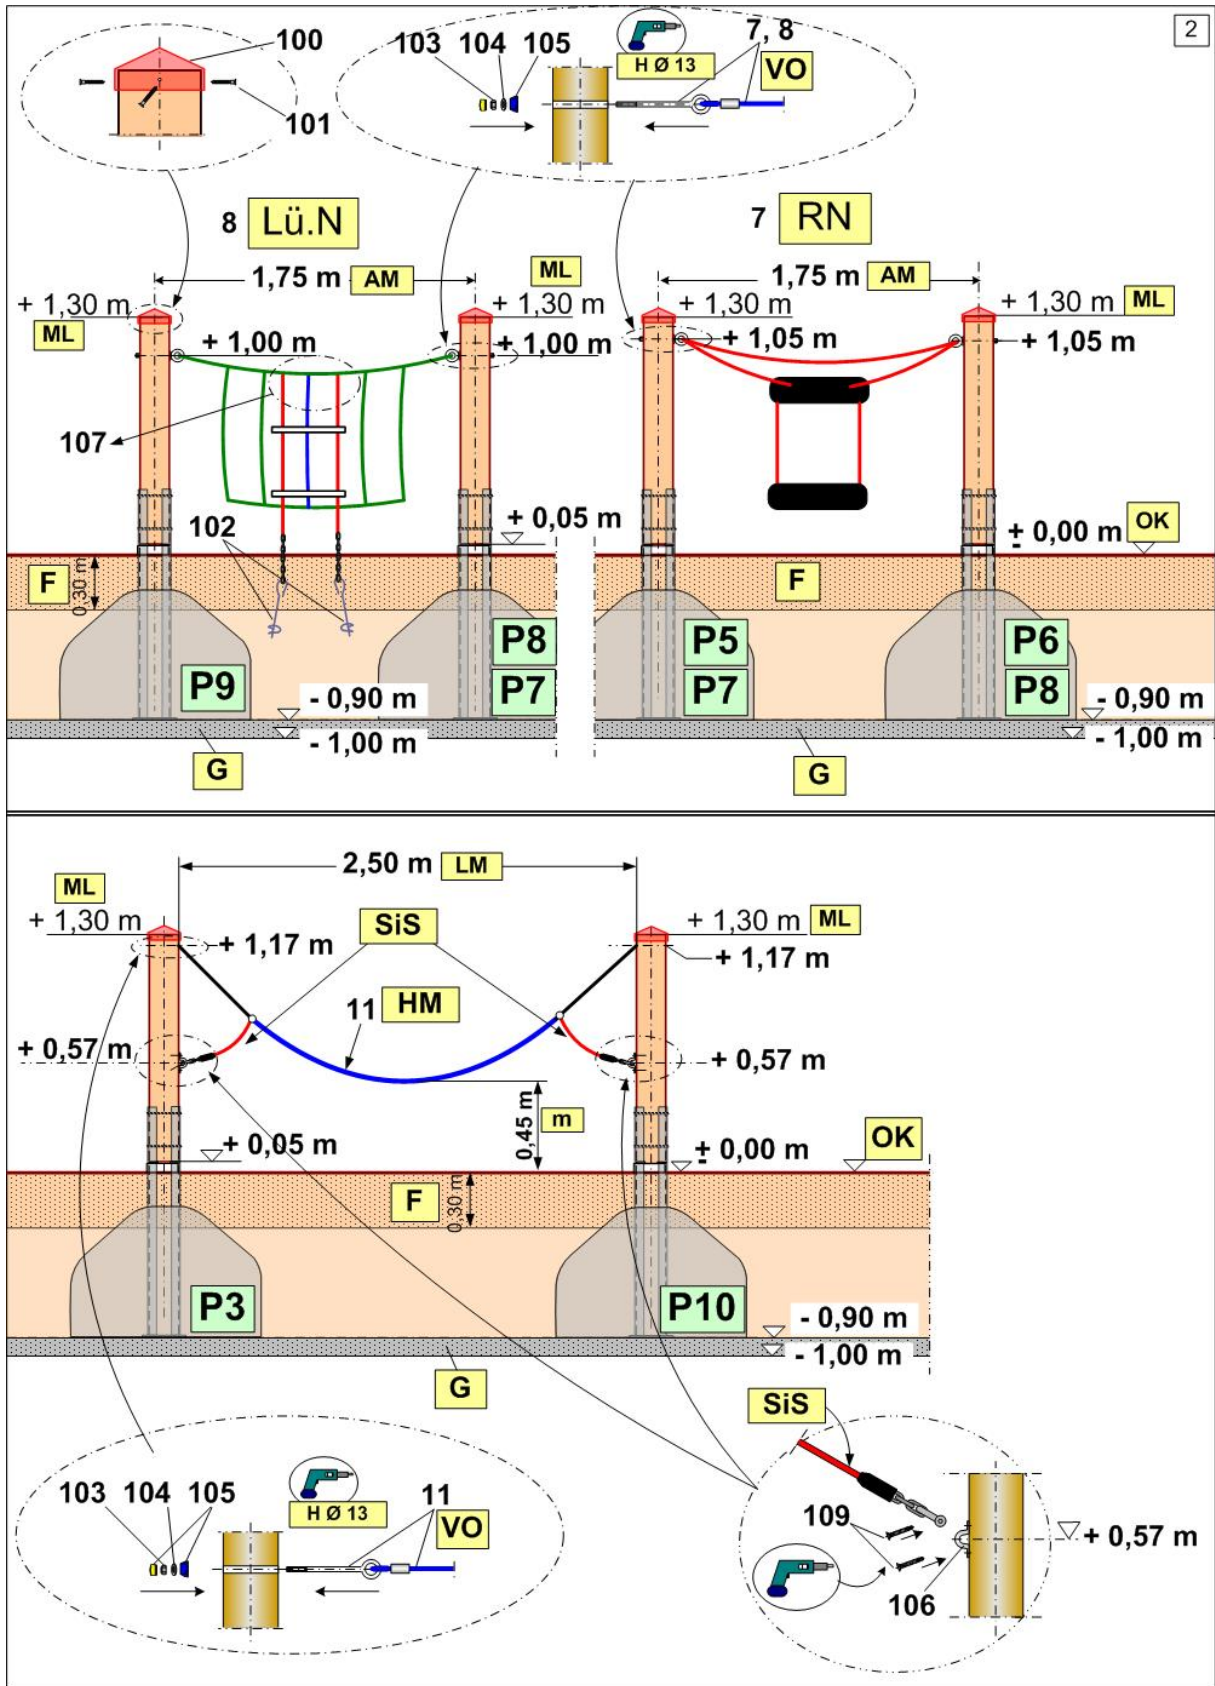 2
100
101
103 104 105
H Ø 13
7, 8
VO
8 Lü.N
7 RN
1,75 m AM
ML
1,75 m AM
+ 1,30 m
ML
+ 1,30 m
+ 1,30 m
+ 1,30 m ML
+ 1,00 m
+ 1,00 m
+ 1,05 m
+ 1,05 m
107
102
+ 0,05 m
± 0,00 m
OK
F
0,30 m
F
P9
P8
P7
P5
P7
P6
P8
- 0,90 m
- 1,00 m
- 0,90 m
- 1,00 m
G
G
2,50 m LM
ML
+ 1,30 m
SiS
+ 1,30 m ML
+ 1,17 m
+ 1,17 m
11 HM
+ 0,57 m
+ 0,57 m
0,45 m
m
+ 0,05 m
± 0,00 m
OK
F
0,30 m
P3
P10
- 0,90 m
- 1,00 m
G
SiS
103 104 105
H Ø 13
11
VO
109
106
+ 0,57 m